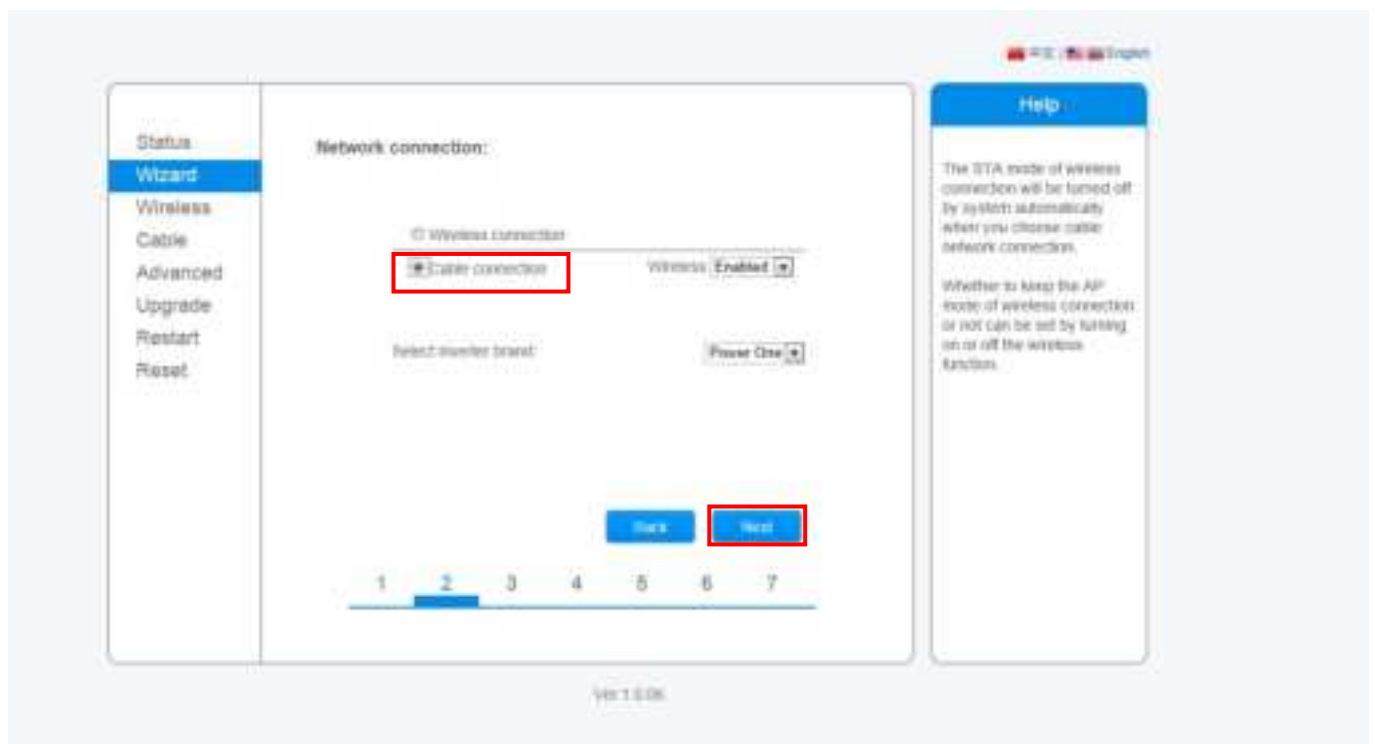 中文 | English
Help
Status
Wizard
Wireless
Cable
Advanced
Upgrade
Restart
Reset
Network connection:
Wireless connection
Cable connection
Wireless Enabled
Select inverter brand:
Power One
Back
Next
1 2 3 4 5 6 7
The STA mode of wireless
connection will be turned off
by system automatically
when you choose cable
network connection.
Whether to keep the AP
mode of wireless connection
or not can be set by turning
on or off the wireless
function.